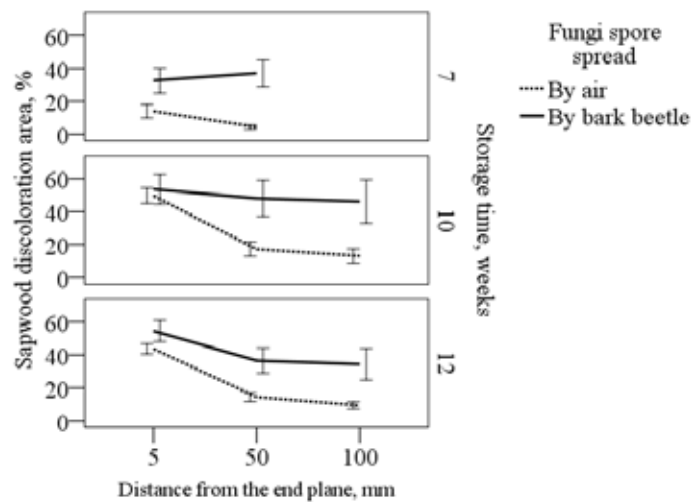 Sapwood discoloration area, %
60
40
20
0
60
40
20
0
60
40
20
0
5
50
100
Distance from the end plane, mm
7
10
12
Storage time, weeks
Fungi spore
spread
By air
By bark beetle